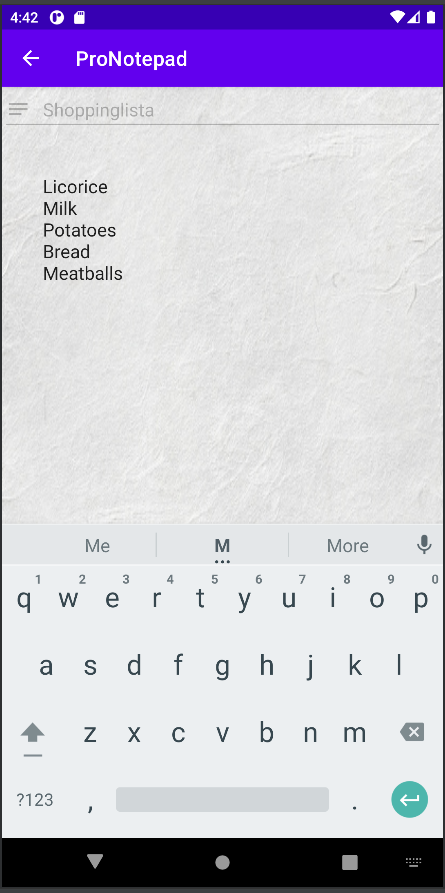 4:42
ProNotepad
Shoppinglista
Licorice
Milk
Potatoes
Bread
Meatballs
Me M More
1 2 3 4 5 6 7 8 9 0
q w e r t y u i o p
a s d f g h j k l
z x c v b n m
?123 , .